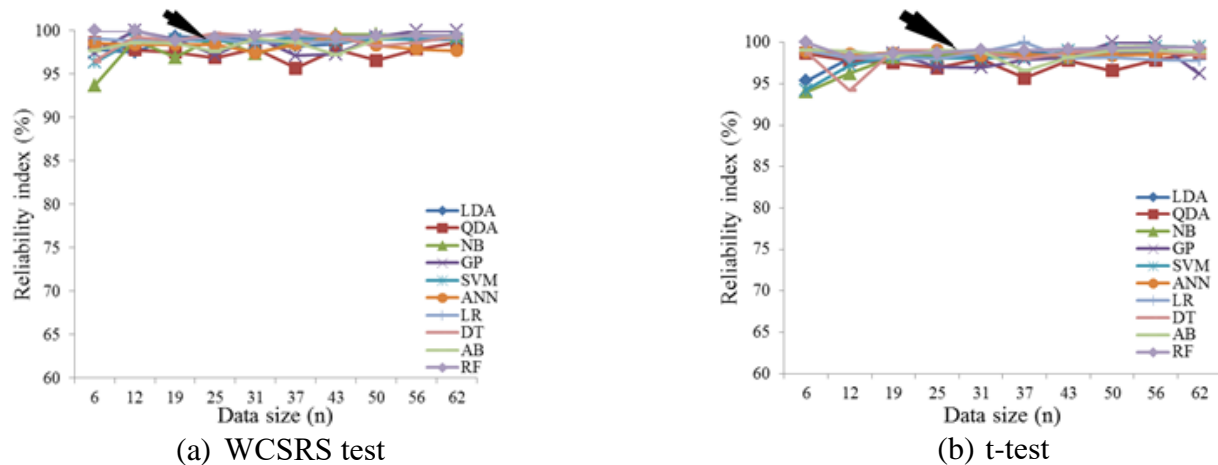 Reliability index (%)
100
95
90
85
80
75
70
65
60
LDA
QDA
NB
GP
SVM
ANN
LR
DT
AB
RF
6 12 19 25 31 37 43 50 56 62
Data size (n)
(a) WCSRS test
Reliability index (%)
100
95
90
85
80
75
70
65
60
LDA
QDA
NB
GP
SVM
ANN
LR
DT
AB
RF
6 12 19 25 31 37 43 50 56 62
Data size (n)
(b) t-test